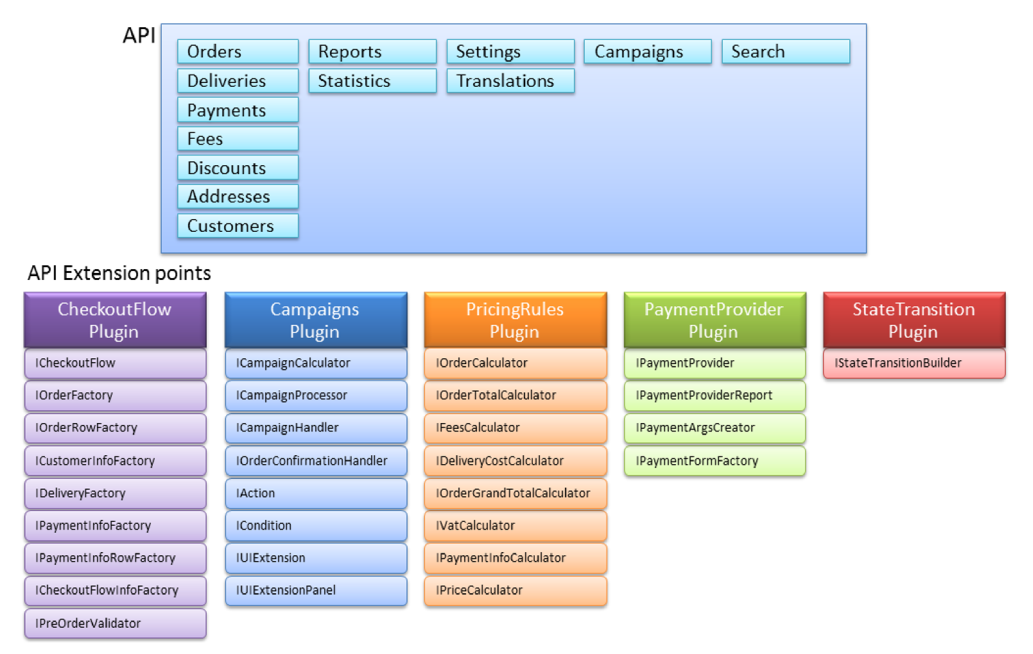 API
Orders
Reports
Settings
Campaigns
Search
Deliveries
Statistics
Translations
Payments
Fees
Discounts
Addresses
Customers
API Extension points
CheckoutFlow
Plugin
ICheckoutFlow
IOrderFactory
IOrderRowFactory
ICustomerInfoFactory
IDeliveryFactory
IPaymentInfoFactory
IPaymentInfoRowFactory
ICheckoutFlowInfoFactory
IPreOrderValidator
Campaigns
Plugin
ICampaignCalculator
ICampaignProcessor
ICampaignHandler
IOrderConfirmationHandler
IAction
ICondition
IUIExtension
IUIExtensionPanel
PricingRules
Plugin
IOrderCalculator
IOrderTotalCalculator
IFeesCalculator
IDeliveryCostCalculator
IOrderGrandTotalCalculator
IVatCalculator
IPaymentInfoCalculator
IPriceCalculator
PaymentProvider
Plugin
IPaymentProvider
IPaymentProviderReport
IPaymentArgsCreator
IPaymentFormFactory
StateTransition
Plugin
IStateTransitionBuilder